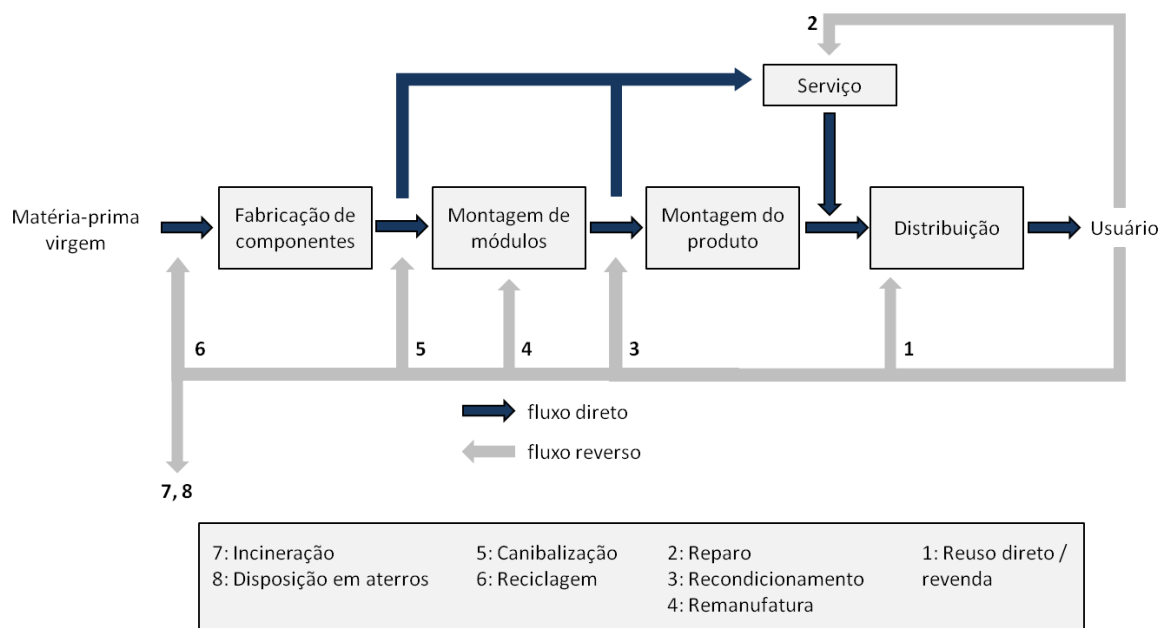 2
Serviço
Matéria-prima
virgem
Fabricação de
componentes
Montagem de
módulos
Montagem do
produto
Distribuição
Usuário
6
5
4
3
1
fluxo direto
fluxo reverso
7, 8
7: Incineração
8: Disposição em aterros
5: Canibalização
6: Reciclagem
2: Reparo
3: Recondicionamento
4: Remanufatura
1: Reuso direto /
revenda